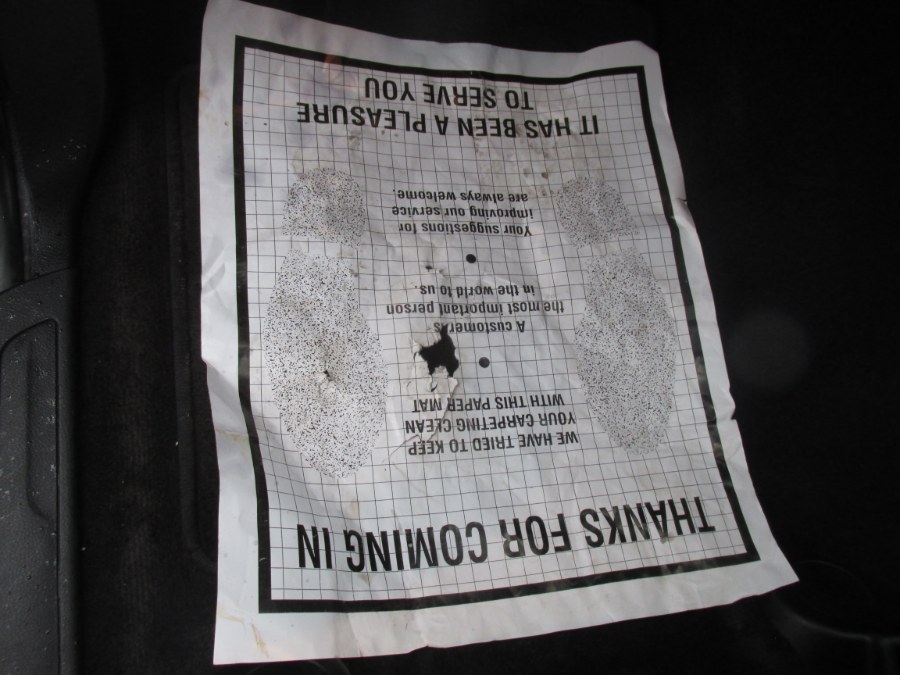 THANKS FOR COMING IN
WE HAVE TRIED TO KEEP
YOUR CARPETING CLEAN
WITH THIS PAPER MAT
A customer is
the most important person
in the world to us.
Your suggestions for
improving our service
are always welcome.
IT HAS BEEN A PLEASURE
TO SERVE YOU